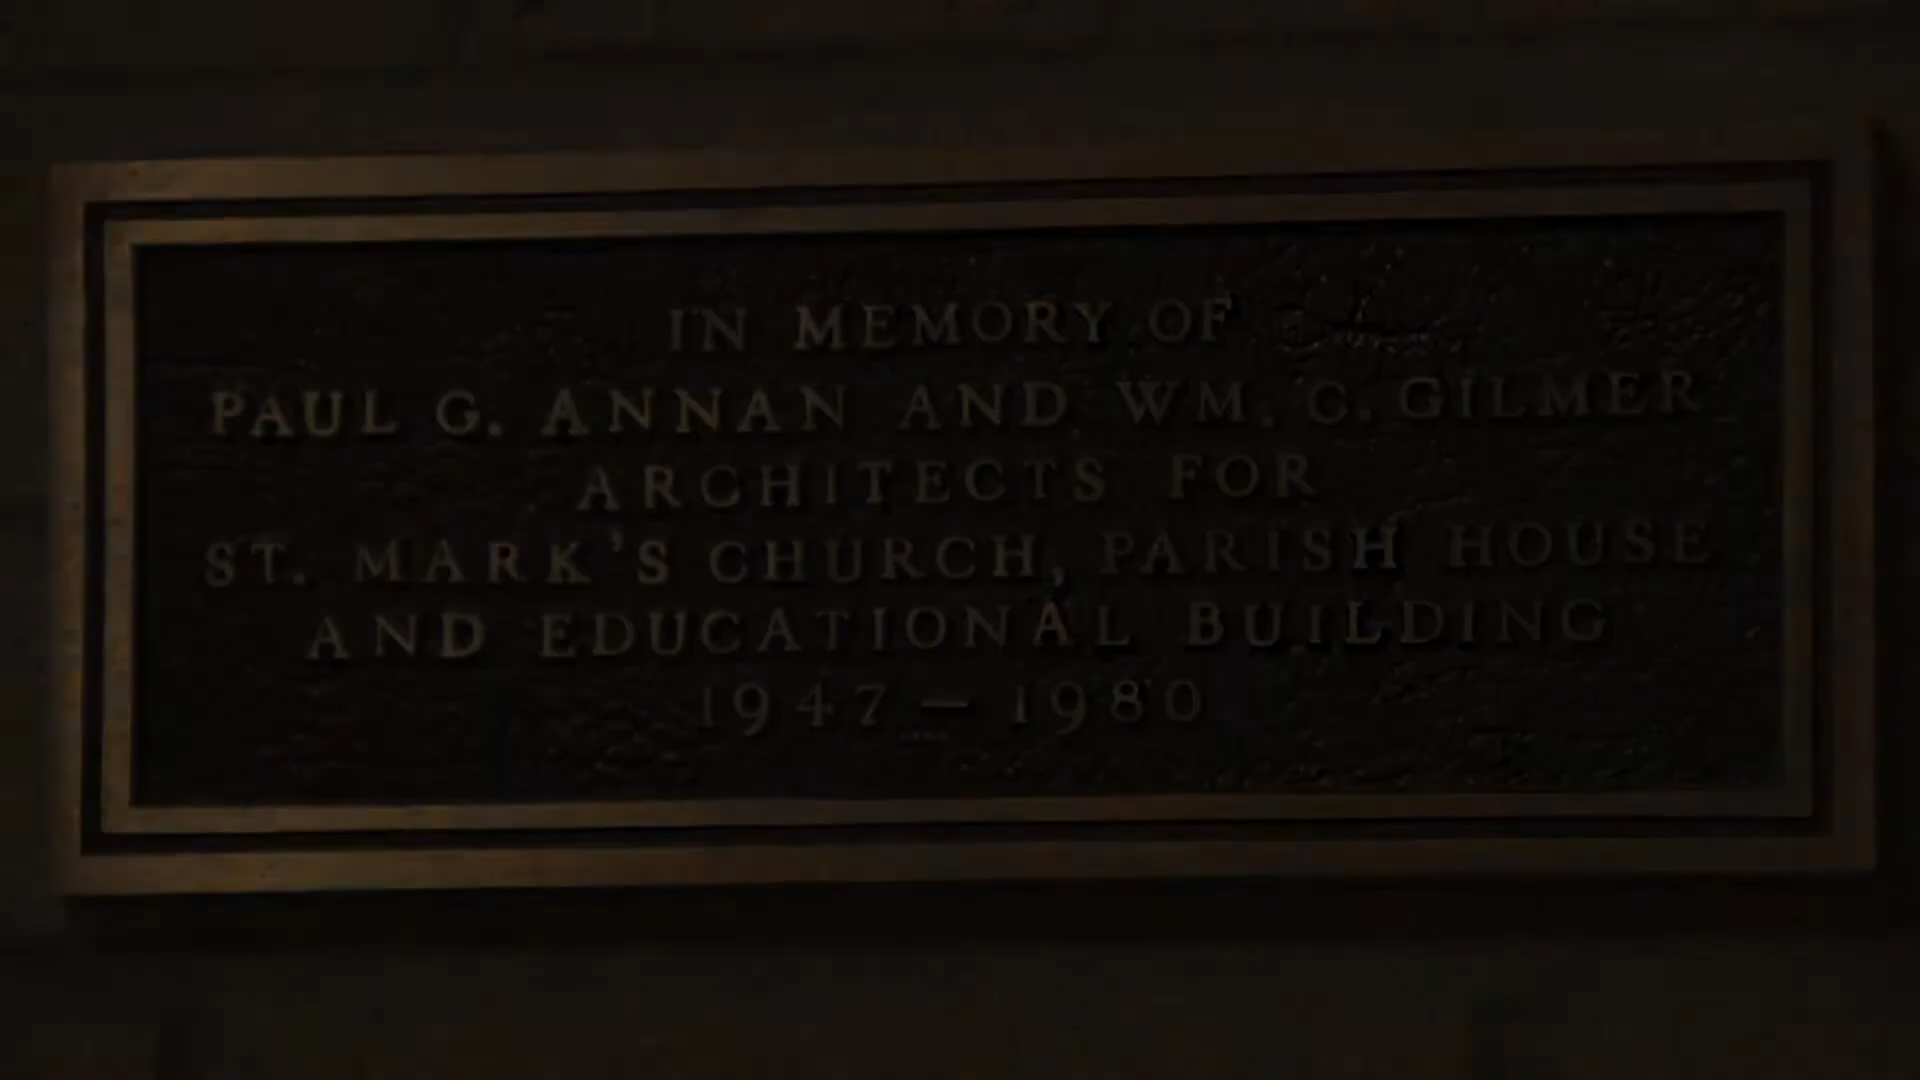 IN MEMORY OF
PAUL G. ANNAN AND WM. C. GILMER
ARCHITECTS FOR
ST. MARK'S CHURCH, PARISH HOUSE
AND EDUCATIONAL BUILDING
1947 — 1980